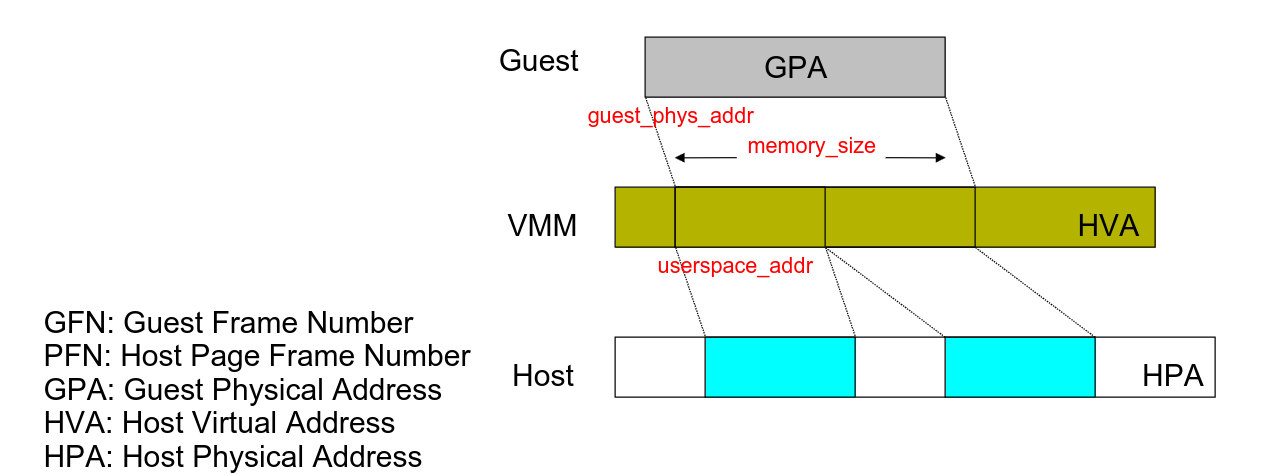 Guest
GPA
guest_phys_addr
memory_size
VMM
HVA
userspace_addr
Host
HPA
GFN: Guest Frame Number
PFN: Host Page Frame Number
GPA: Guest Physical Address
HVA: Host Virtual Address
HPA: Host Physical Address